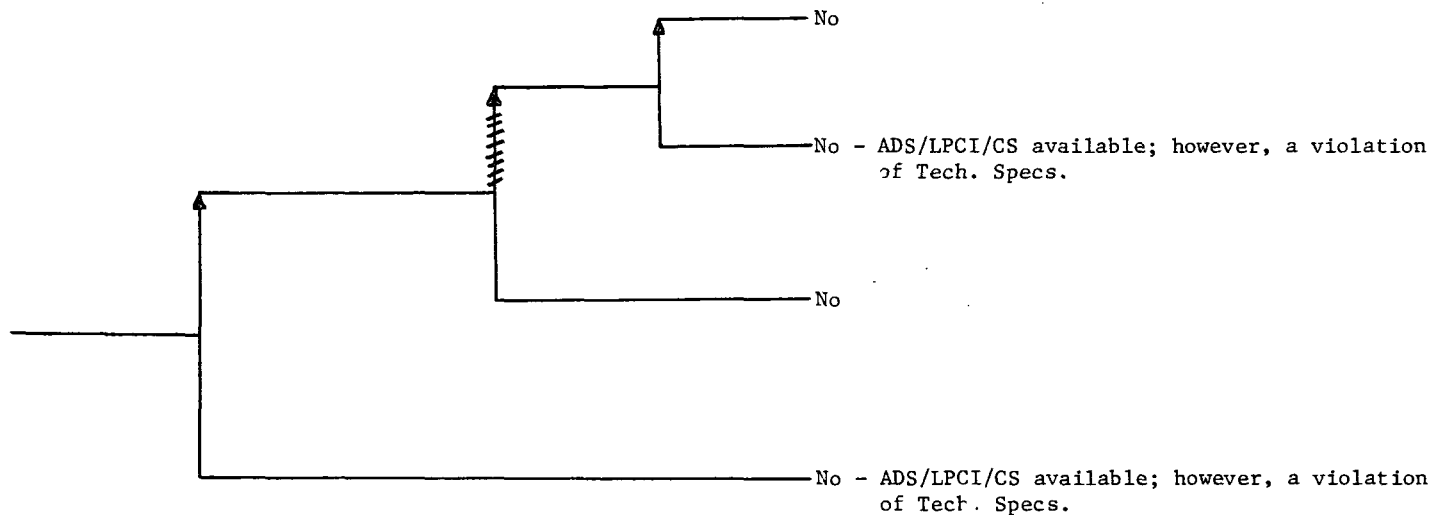 No
No - ADS/LPCI/CS available; however, a violation
of Tech. Specs.
No
No - ADS/LPCI/CS available; however, a violation
of Tech. Specs.